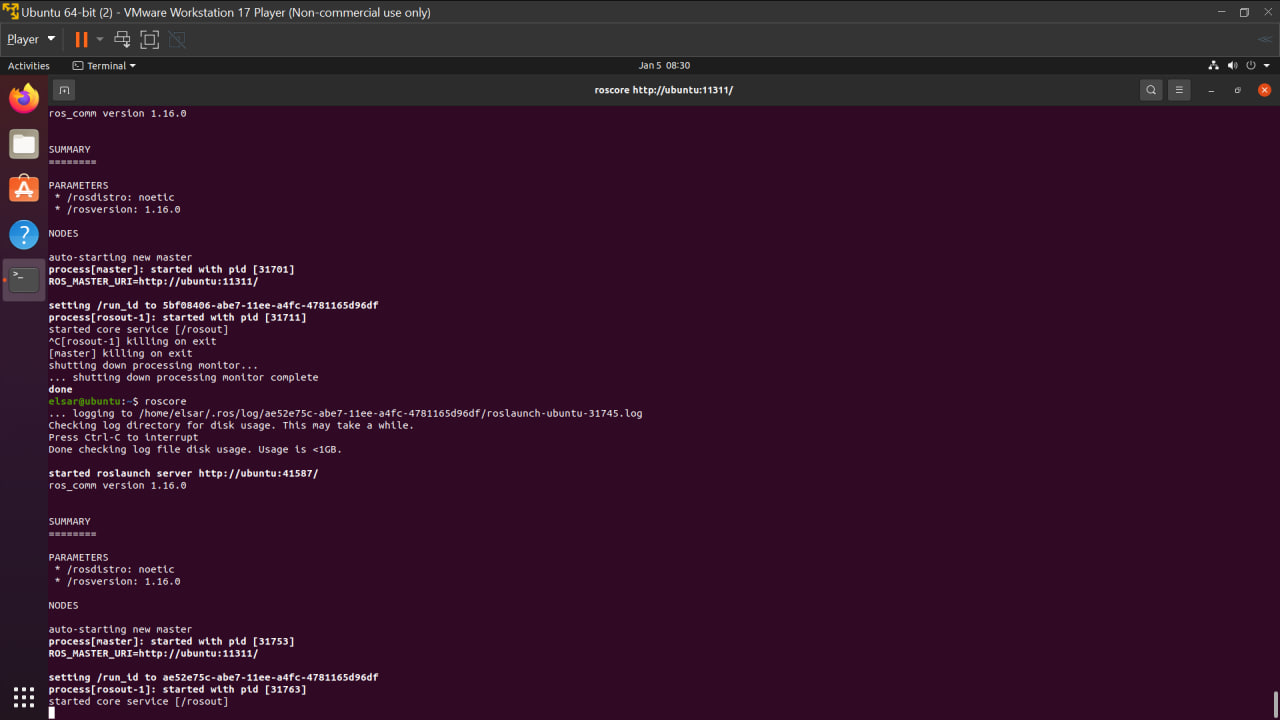 Ubuntu 64-bit (2) - VMware Workstation 17 Player (Non-commercial use only)
Player
Activities
Terminal
Jan 5 08:30
roscore http://ubuntu:11311/
ros_comm version 1.16.0
SUMMARY
========
PARAMETERS
* /rosdistro: noetic
* /rosversion: 1.16.0
NODES
auto-starting new master
process[master]: started with pid [31701]
ROS_MASTER_URI=http://ubuntu:11311/
setting /run_id to 5bf08406-abe7-11ee-a4fc-4781165d96df
process[rosout-1]: started with pid [31711]
started core service [/rosout]
^C[rosout-1] killing on exit
[master] killing on exit
shutting down processing monitor...
... shutting down processing monitor complete
done
elsar@ubuntu:~$ roscore
... logging to /home/elsar/.ros/log/ae52e75c-abe7-11ee-a4fc-4781165d96df/roslaunch-ubuntu-31745.log
Checking log directory for disk usage. This may take a while.
Press Ctrl-C to interrupt
Done checking log file disk usage. Usage is <1GB.
started roslaunch server http://ubuntu:41587/
ros_comm version 1.16.0
SUMMARY
========
PARAMETERS
* /rosdistro: noetic
* /rosversion: 1.16.0
NODES
auto-starting new master
process[master]: started with pid [31753]
ROS_MASTER_URI=http://ubuntu:11311/
setting /run_id to ae52e75c-abe7-11ee-a4fc-4781165d96df
process[rosout-1]: started with pid [31763]
started core service [/rosout]